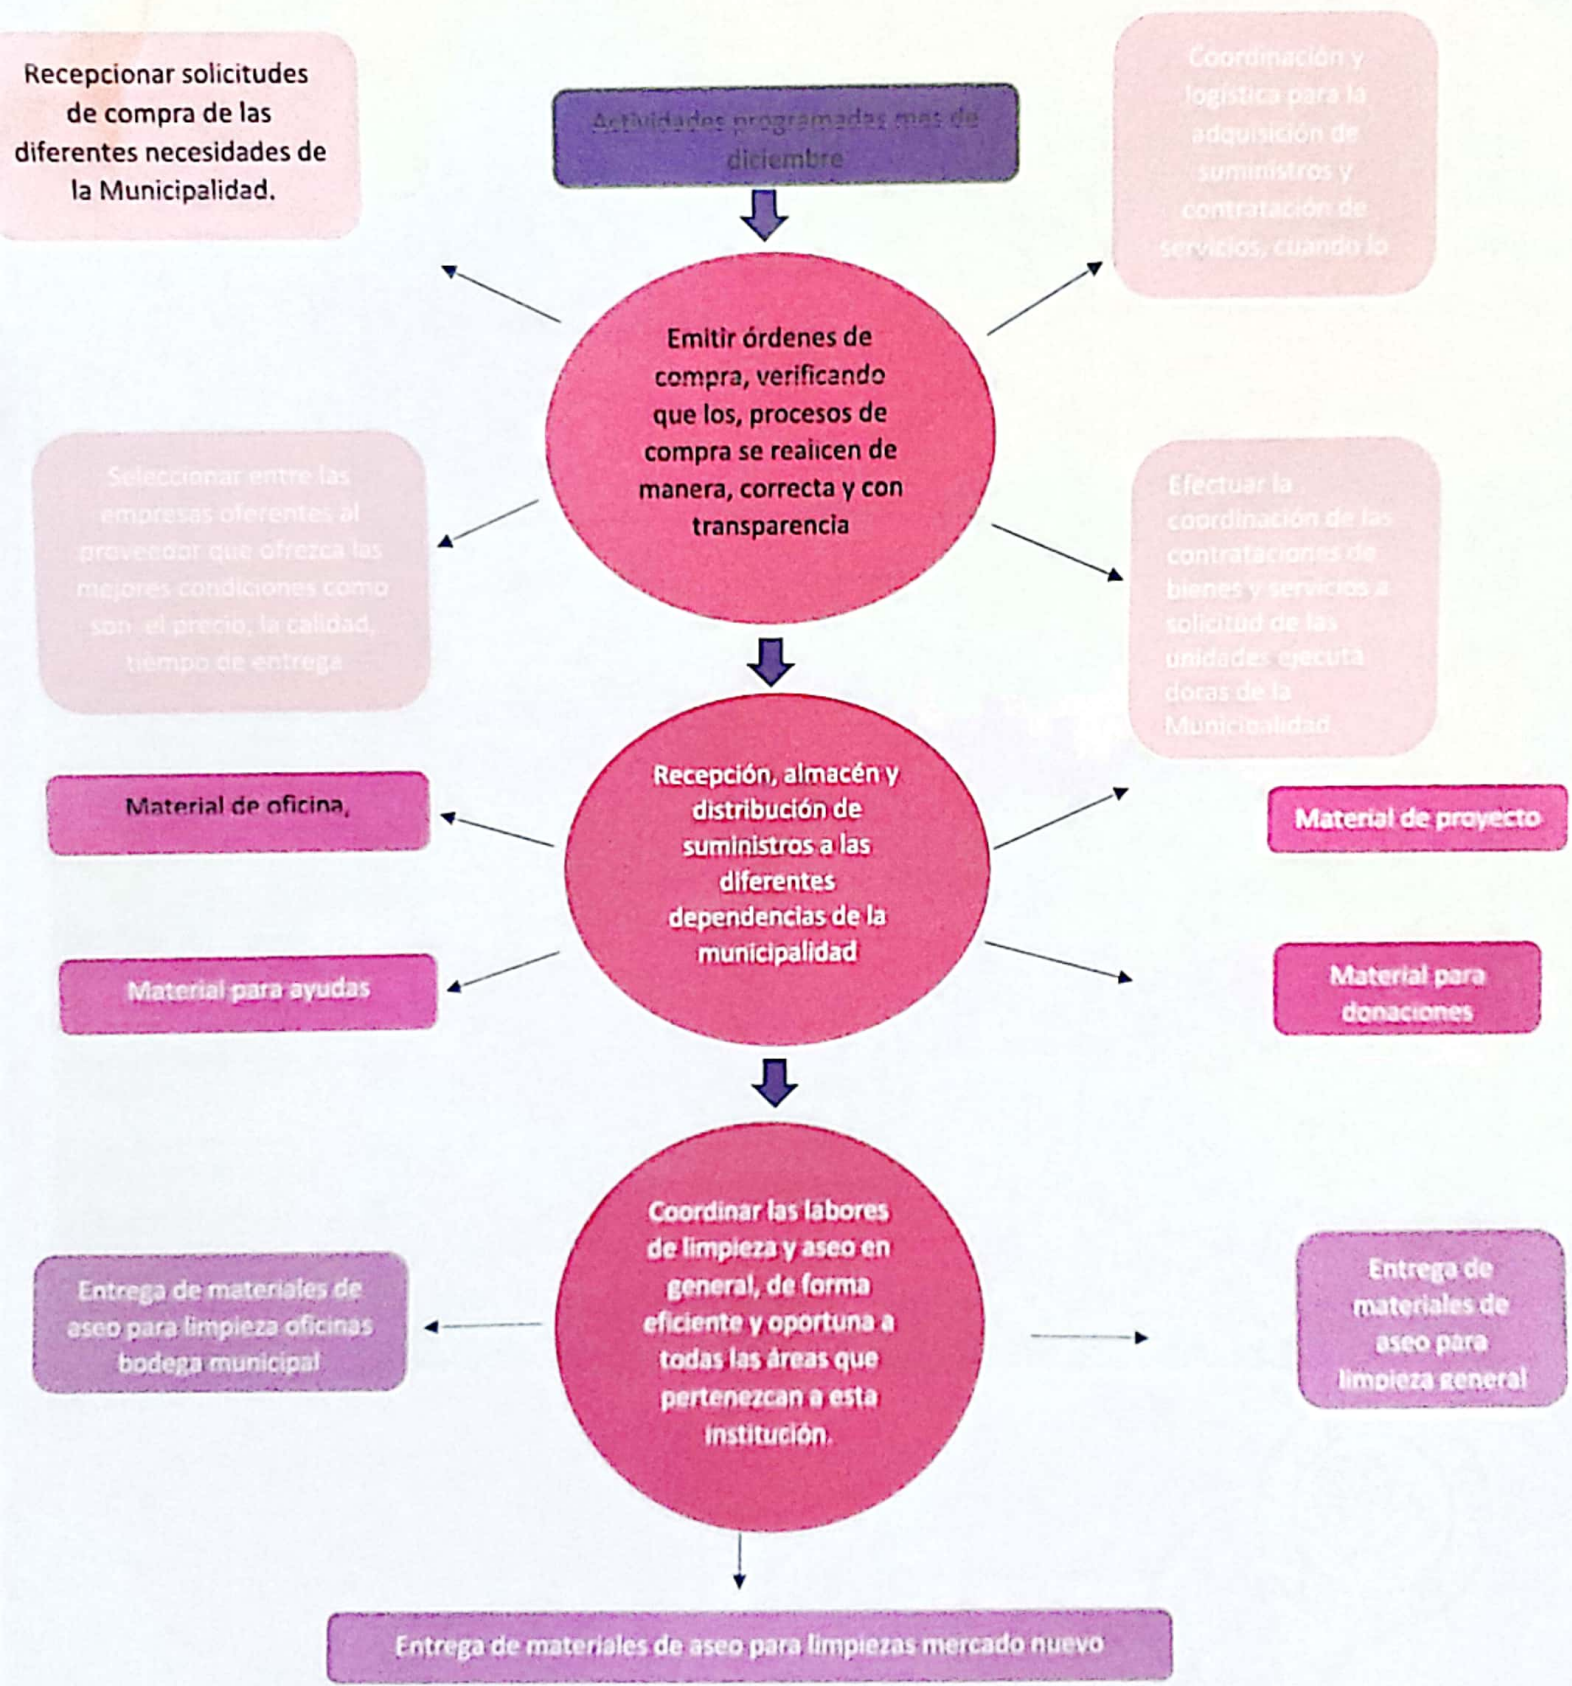 Recepcionar solicitudes
de compra de las
diferentes necesidades de
la Municipalidad.
Actividades programadas mes de
diciembre
Coordinación y
logística para la
adquisición de
suministros y
contratación de
servicios, cuando lo
Emitir órdenes de
compra, verificando
que los, procesos de
compra se realicen de
manera, correcta y con
transparencia
Seleccionar entre las
empresas oferentes al
proveedor que ofrezca las
mejores condiciones como
son el precio, la calidad,
tiempo de entrega
Efectuar la
coordinación de las
contrataciones de
bienes y servicios a
solicitud de las
unidades ejecuta
doras de la
Municipalidad
Recepción, almacén y
distribución de
suministros a las
diferentes
dependencias de la
municipalidad
Material de oficina,
Material de proyecto
Material para ayudas
Material para
donaciones
Coordinar las labores
de limpieza y aseo en
general, de forma
eficiente y oportuna a
todas las áreas que
pertenezcan a esta
institución.
Entrega de materiales de
aseo para limpieza oficinas
bodega municipal
Entrega de
materiales de
aseo para
limpieza general
Entrega de materiales de aseo para limpiezas mercado nuevo